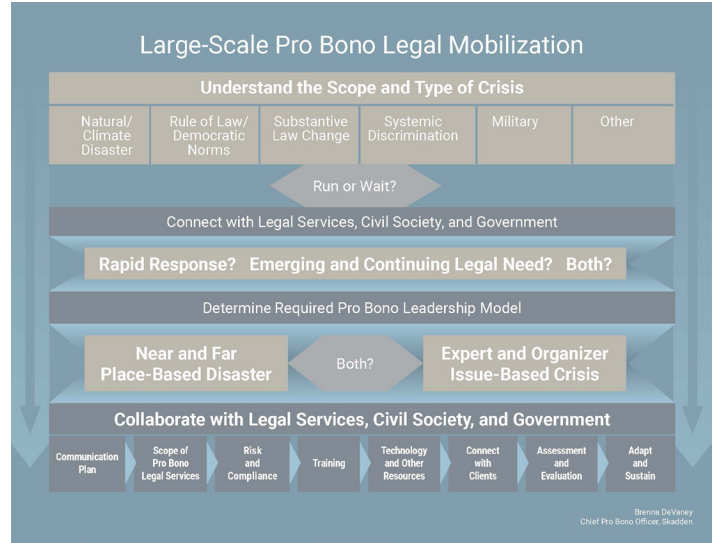 Large-Scale Pro Bono Legal Mobilization
Understand the Scope and Type of Crisis
Natural/
Climate
Disaster
Rule of Law/
Democratic
Norms
Substantive
Law Change
Systemic
Discrimination
Military
Other
Run or Wait?
Connect with Legal Services, Civil Society, and Government
Rapid Response? Emerging and Continuing Legal Need? Both?
Determine Required Pro Bono Leadership Model
Near and Far
Place-Based Disaster
Both?
Expert and Organizer
Issue-Based Crisis
Collaborate with Legal Services, Civil Society, and Government
Communication
Plan
Scope of
Pro Bono
Legal Services
Risk
and
Compliance
Training
Technology
and Other
Resources
Connect
with
Clients
Assessment
and
Evaluation
Adapt
and
Sustain
Brenna DeVaney
Chief Pro Bono Officer, Skadden